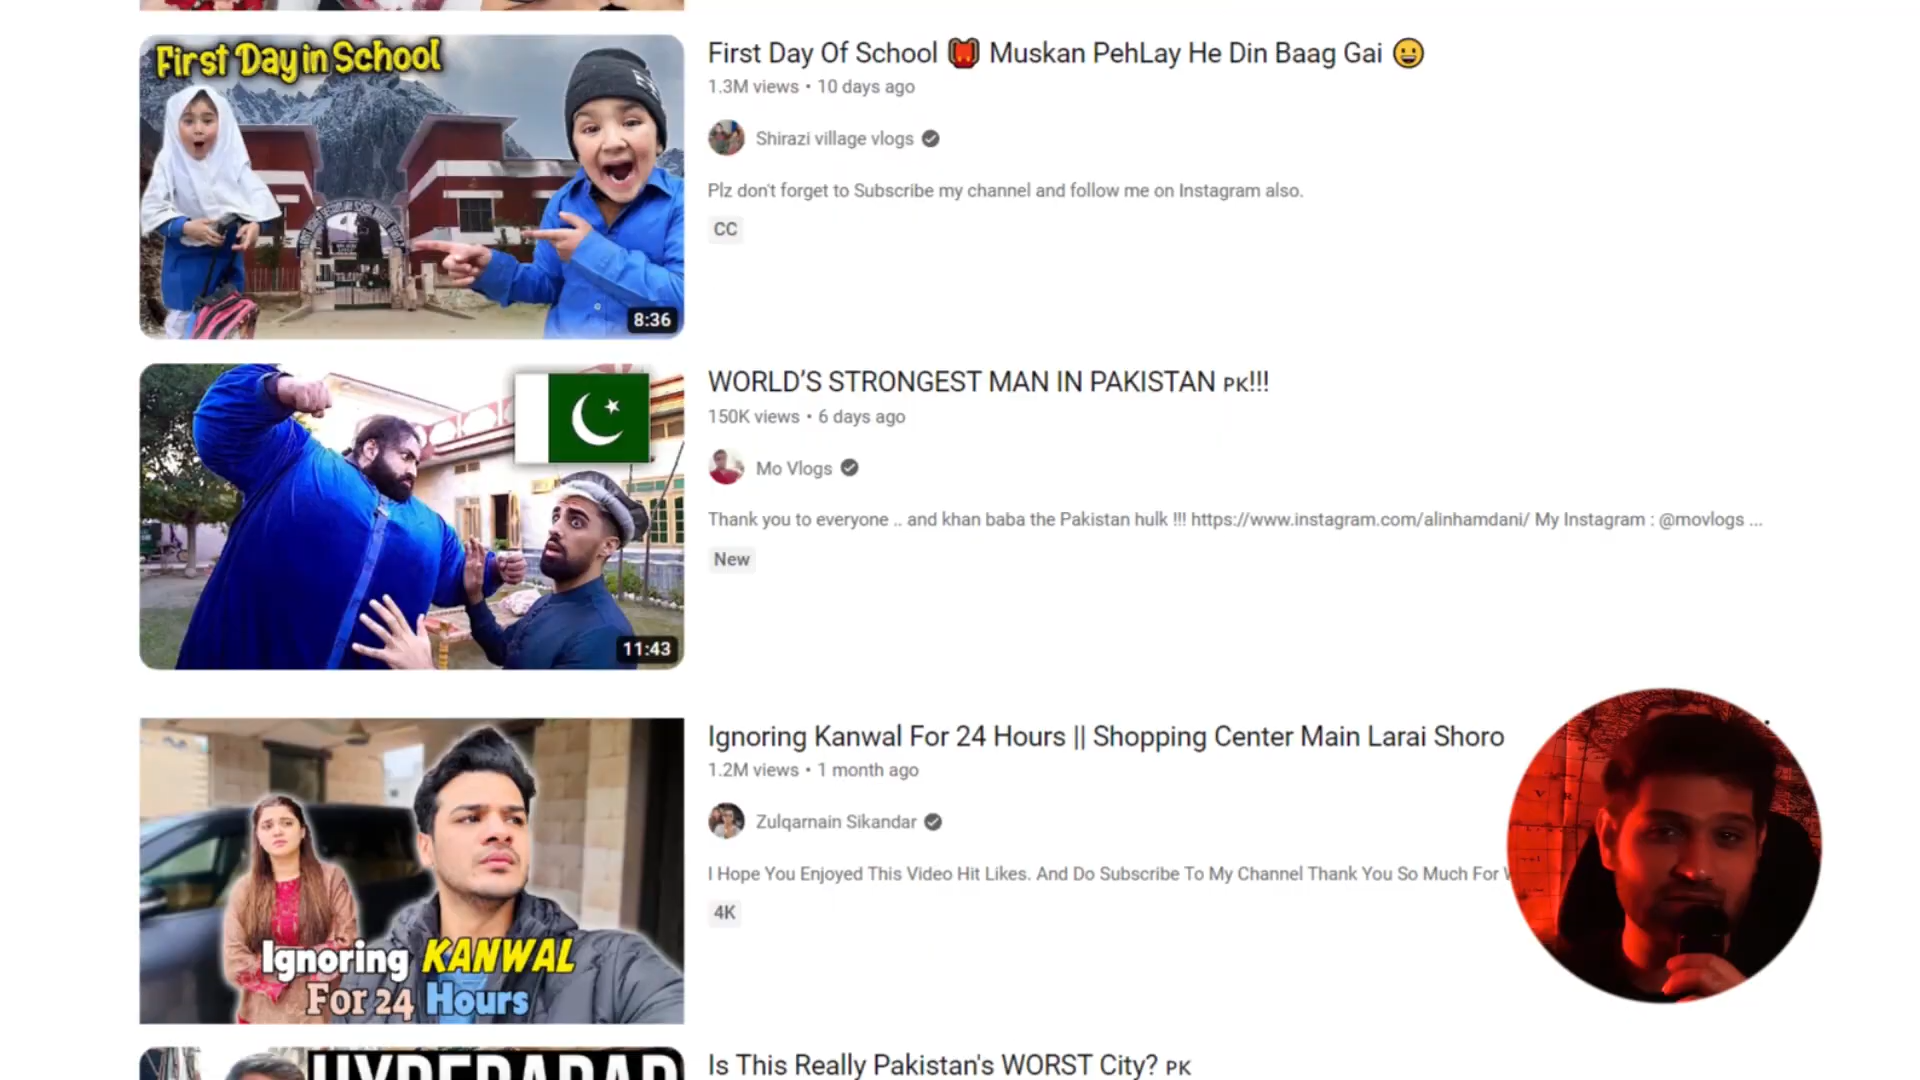 First Day in School
8:36
First Day Of School 🎒 Muskan PehLay He Din Baag Gai 😀
1.3M views • 10 days ago
Shirazi village vlogs
Plz don't forget to Subscribe my channel and follow me on Instagram also.
CC
11:43
WORLD’S STRONGEST MAN IN PAKISTAN PK!!!
150K views • 6 days ago
Mo Vlogs
Thank you to everyone .. and khan baba the Pakistan hulk !!! https://www.instagram.com/alinhamdani/ My Instagram : @movlogs ...
New
Ignoring KANWAL
For 24 Hours
Ignoring Kanwal For 24 Hours || Shopping Center Main Larai Shoro
1.2M views • 1 month ago
Zulqarnain Sikandar
I Hope You Enjoyed This Video Hit Likes. And Do Subscribe To My Channel Thank You So Much For
4K
HYDERABAD
Is This Really Pakistan's WORST City? PK